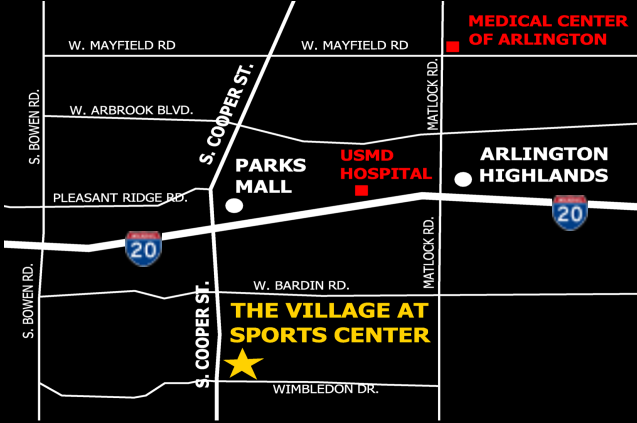 MEDICAL CENTER
OF ARLINGTON
W. MAYFIELD RD
W. MAYFIELD RD
S. BOWEN RD.
S. COOPER ST.
MATLOCK RD.
W. ARBROOK BLVD.
USMD
HOSPITAL
PARKS
MALL
ARLINGTON
HIGHLANDS
PLEASANT RIDGE RD.
20
20
S. BOWEN RD.
S. COOPER ST.
MATLOCK RD.
W. BARDIN RD.
THE VILLAGE AT
SPORTS CENTER
WIMBLEDON DR.